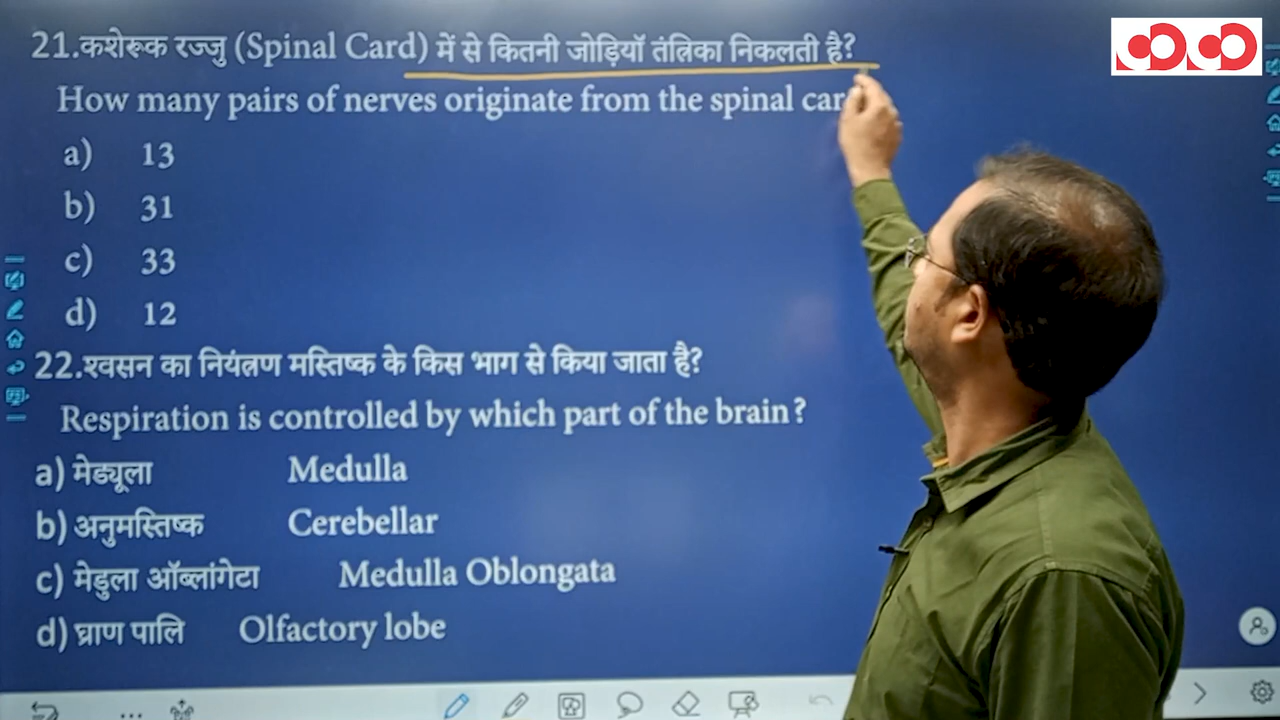 21.कशेरूक रज्जु (Spinal Card) में से कितनी जोड़ियाँ तंत्रिका निकलती है?
How many pairs of nerves originate from the spinal car
a) 13
b) 31
c) 33
d) 12
22.श्वसन का नियंत्रण मस्तिष्क के किस भाग से किया जाता है?
Respiration is controlled by which part of the brain?
a) मेड्यूला Medulla
b) अनुमस्तिष्क Cerebellar
c) मेडुला ऑब्लांगेटा Medulla Oblongata
d) घ्राण पालि Olfactory lobe